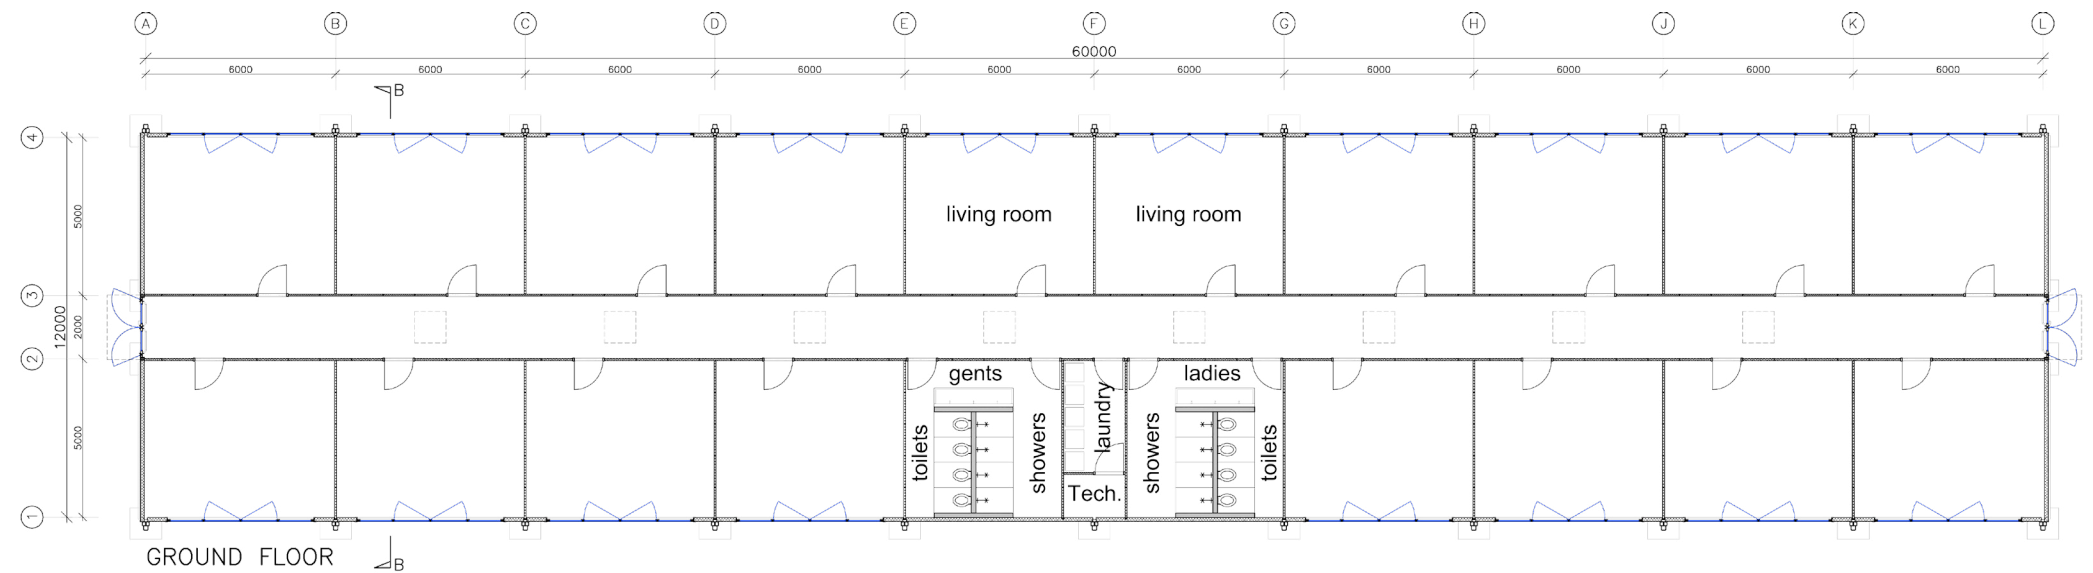 A B C D E F G H J K L
60000
6000 6000 6000 6000 6000 6000 6000 6000 6000 6000
B
4
living room living room
5000
3
12000
2000
2
gents ladies
toilets showers laundry showers toilets
5000
Tech.
1
GROUND FLOOR
B